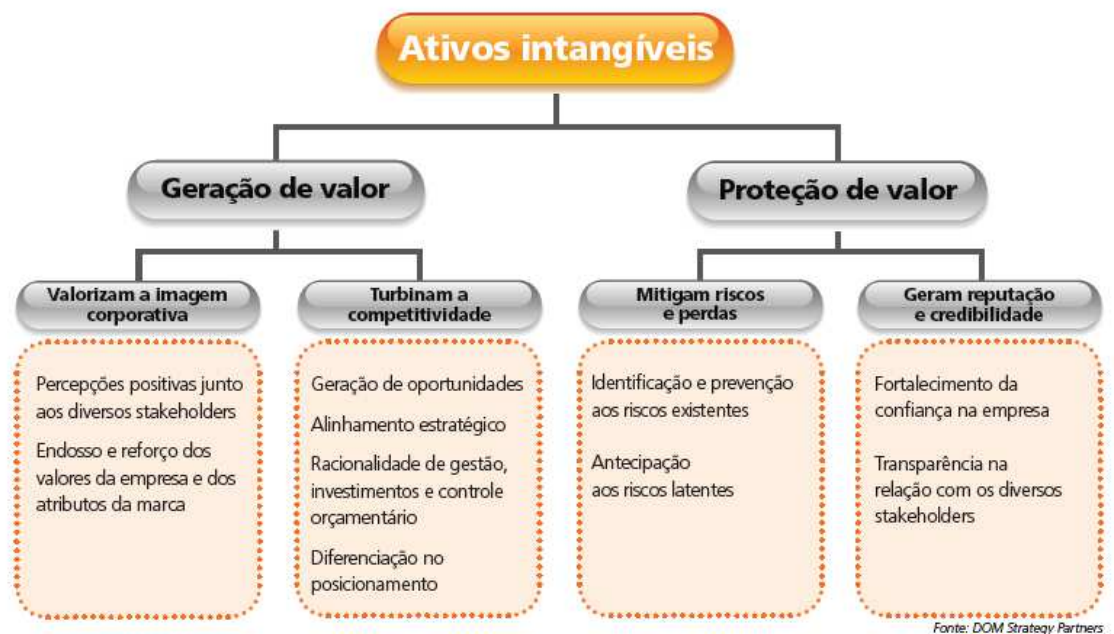 Ativos intangíveis
Geração de valor
Proteção de valor
Valorizam a imagem
corporativa
Turbinam a
competitividade
Mitigam riscos
e perdas
Geram reputação
e credibilidade
Percepções positivas junto
aos diversos stakeholders
Endosso e reforço dos
valores da empresa e dos
atributos da marca
Geração de oportunidades
Alinhamento estratégico
Racionalidade de gestão,
investimentos e controle
orçamentário
Diferenciação no
posicionamento
Identificação e prevenção
aos riscos existentes
Antecipação
aos riscos latentes
Fortalecimento da
confiança na empresa
Transparência na
relação com os diversos
stakeholders
Fonte: DOM Strategy Partners